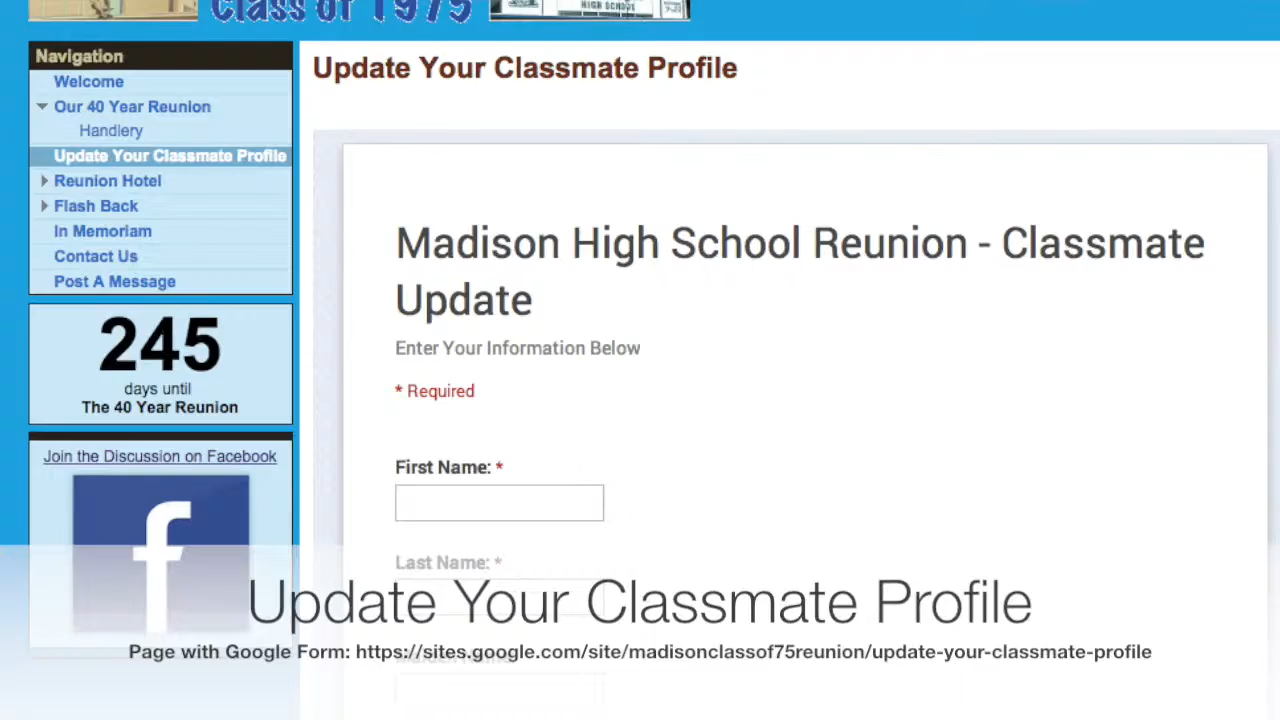 Class of 1975
HIGH SCHOOL
Navigation
Welcome
Our 40 Year Reunion
Handlery
Update Your Classmate Profile
Reunion Hotel
Flash Back
In Memoriam
Contact Us
Post A Message
245
days until
The 40 Year Reunion
Join the Discussion on Facebook
f
Update Your Classmate Profile
Madison High School Reunion - Classmate
Update
Enter Your Information Below
* Required
First Name: *
Last Name: *
Update Your Classmate Profile
Page with Google Form: https://sites.google.com/site/madisonclassof75reunion/update-your-classmate-profile